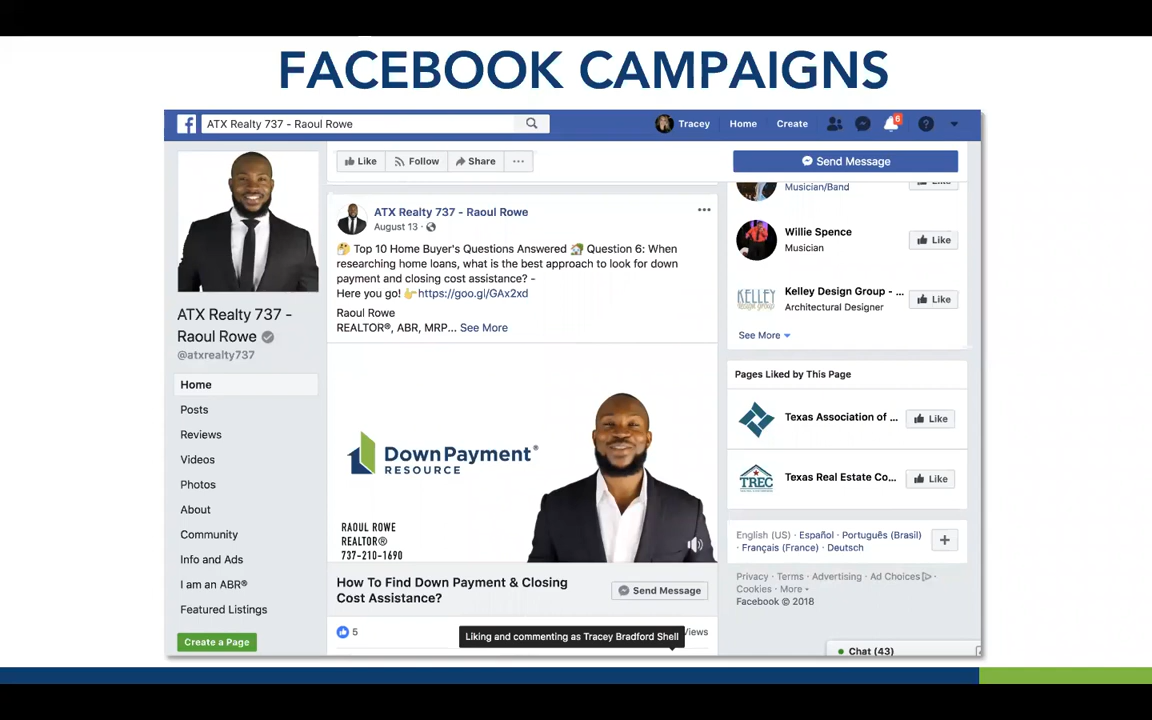 FACEBOOK CAMPAIGNS
ATX Realty 737 - Raoul Rowe
Tracey Home Create 6
Like Follow Share ...
Send Message
ATX Realty 737 -
Raoul Rowe
@atxrealty737
Home
Posts
Reviews
Videos
Photos
About
Community
Info and Ads
I am an ABR®
Featured Listings
Create a Page
ATX Realty 737 - Raoul Rowe
August 13 ·
🤔 Top 10 Home Buyer's Questions Answered 🏡 Question 6: When
researching home loans, what is the best approach to look for down
payment and closing cost assistance? -
Here you go! 👉https://goo.gl/GAx2xd
Raoul Rowe
REALTOR®, ABR, MRP... See More
DownPayment®
RESOURCE
RAOUL ROWE
REALTOR®
737-210-1690
How To Find Down Payment & Closing
Cost Assistance?
Send Message
5
Liking and commenting as Tracey Bradford Shell
Views
Musician/Band
Like
Willie Spence
Musician
Like
KELLEY
design group
Kelley Design Group - ...
Architectural Designer
Like
See More
Pages Liked by This Page
Texas Association of ...
Like
TREC
Texas Real Estate Co...
Like
English (US) · Español · Português (Brasil)
· Français (France) · Deutsch
Privacy · Terms · Advertising · Ad Choices ·
Cookies · More
Facebook © 2018
Chat (43)